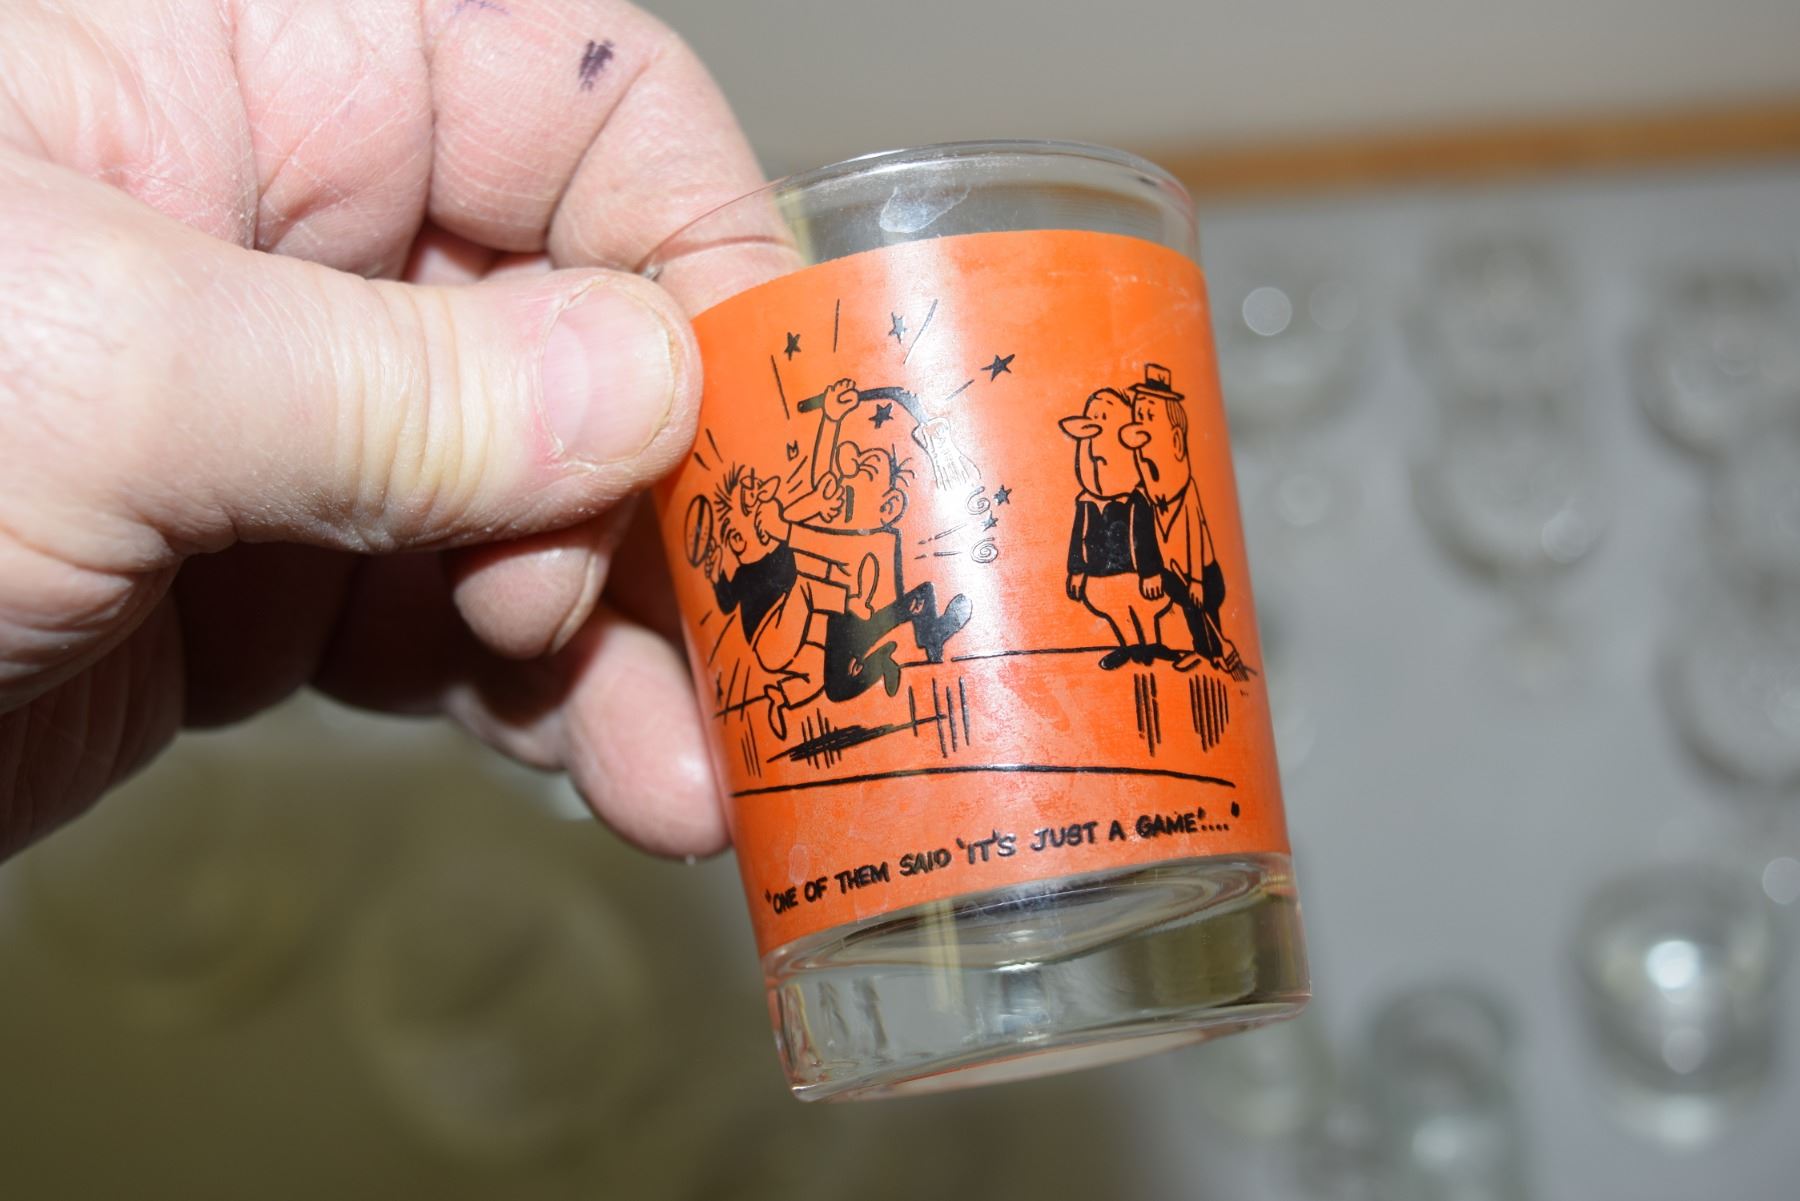 "ONE OF THEM SAID 'IT'S JUST A GAME'...."